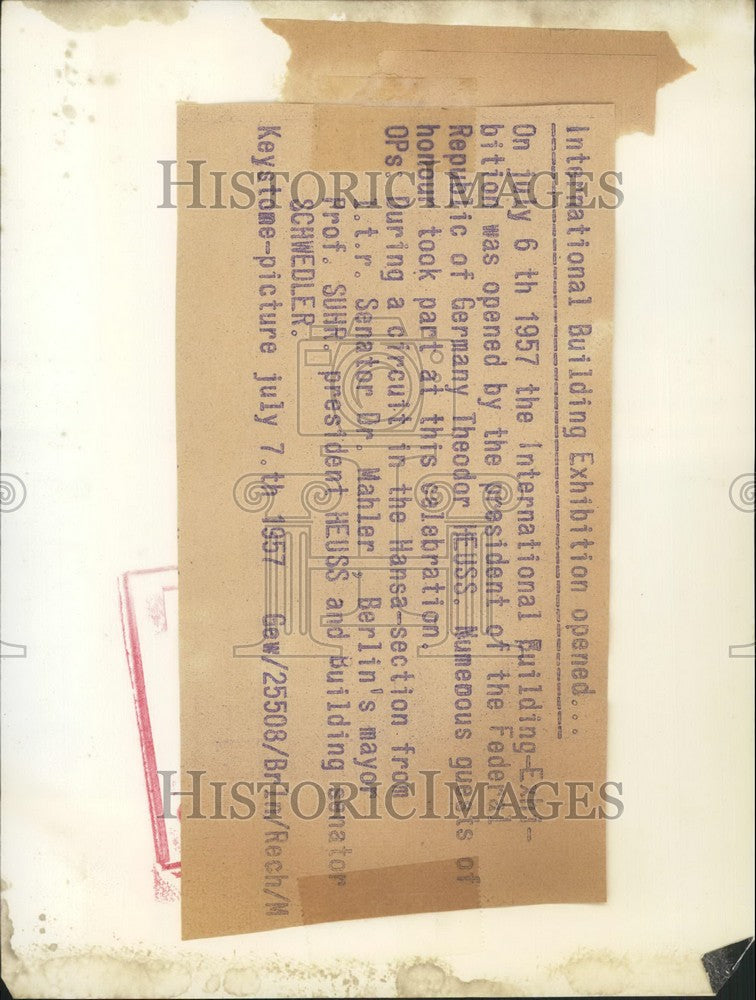 International Building Exhibition opened...
On july 6 th 1957 the International Building-Exhi-
bition was opened by the president of the Federal
Republic of Germany Theodor HEUSS. Numerous guests of
honour took part at this celebration.
OPs. During a circuit in the Hansa-section from
l.t.r. Senator Dr. Mahler, Berlin's mayor
Prof. SUHR. president HEUSS and building senator
SCHWEDLER.
Keystone-picture july 7.th 1957 Gew/25508/Brln/Rech/M
HISTORIC IMAGES
HISTORIC IMAGES